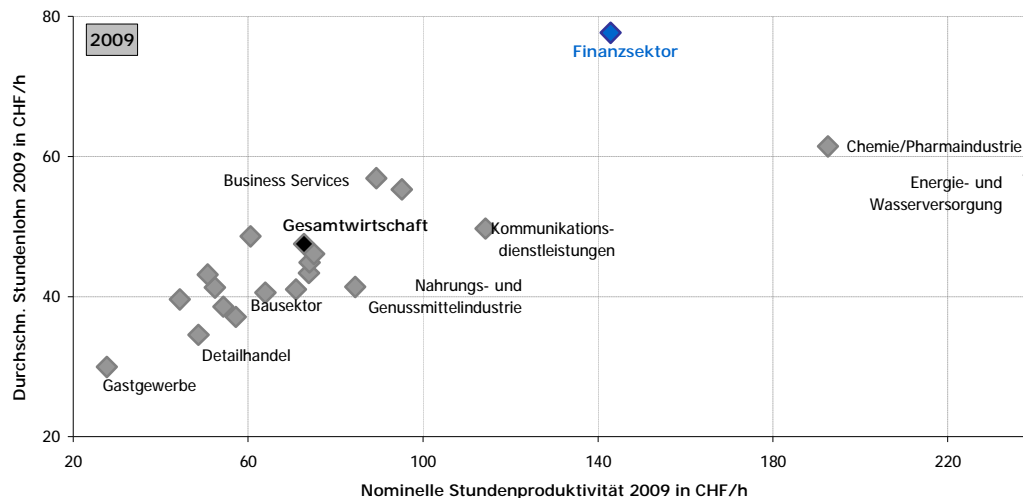 80
2009
Finanzsektor
60
Chemie/Pharmaindustrie
Business Services
Energie- und
Wasserversorgung
Gesamtwirtschaft
Kommunikations-
dienstleistungen
40
Nahrungs- und
Genussmittelindustrie
Bausektor
Detailhandel
Gastgewerbe
20
20 60 100 140 180 220
Durchschn. Stundenlohn 2009 in CHF/h
Nominelle Stundenproduktivität 2009 in CHF/h